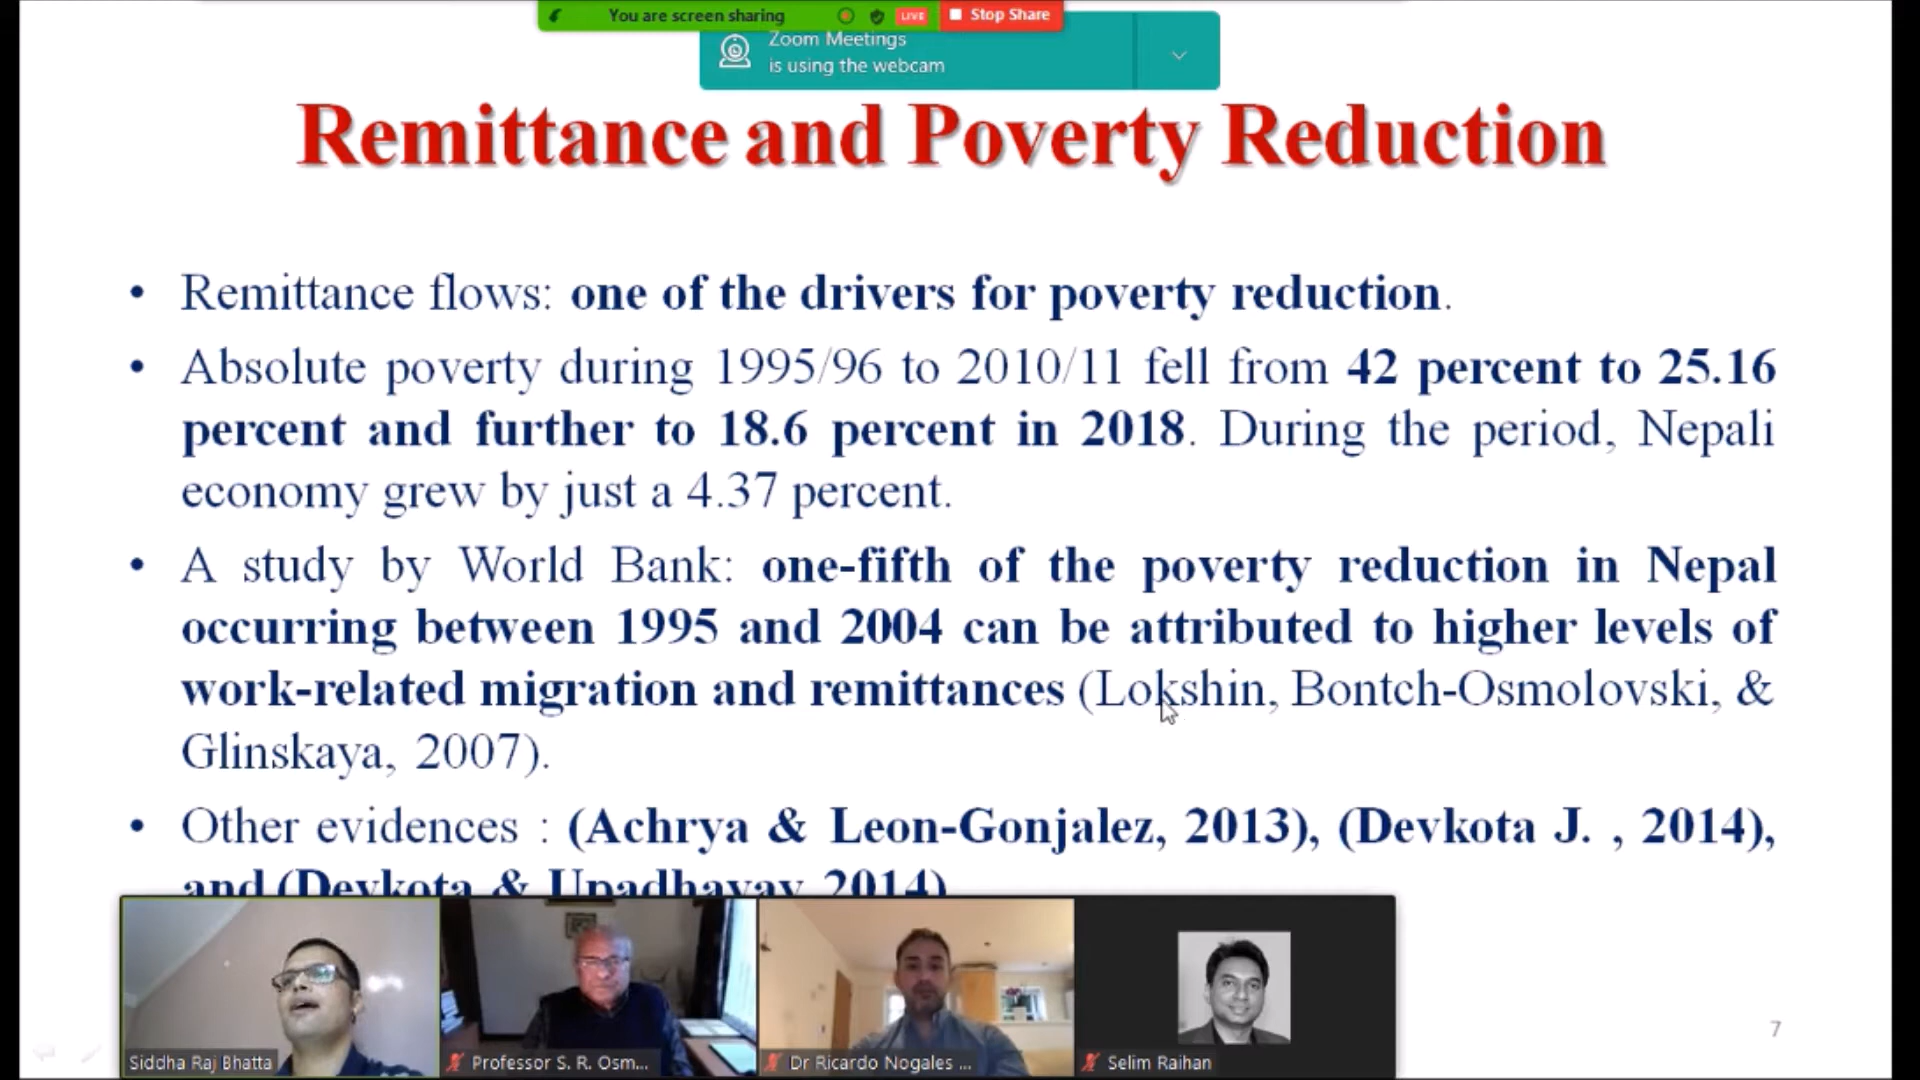 You are screen sharing
LIVE
Stop Share
Zoom Meetings
is using the webcam
Remittance and Poverty Reduction
• Remittance flows: one of the drivers for poverty reduction.
• Absolute poverty during 1995/96 to 2010/11 fell from 42 percent to 25.16
percent and further to 18.6 percent in 2018. During the period, Nepali
economy grew by just a 4.37 percent.
• A study by World Bank: one-fifth of the poverty reduction in Nepal
occurring between 1995 and 2004 can be attributed to higher levels of
work-related migration and remittances (Lokshin, Bontch-Osmolovski, &
Glinskaya, 2007).
• Other evidences : (Achrya & Leon-Gonjalez, 2013), (Devkota J. , 2014),
and (Devkota & Upadhayay, 2014)
Siddha Raj Bhatta
Professor S. R. Osm...
Dr Ricardo Nogales ...
Selim Raihan
7